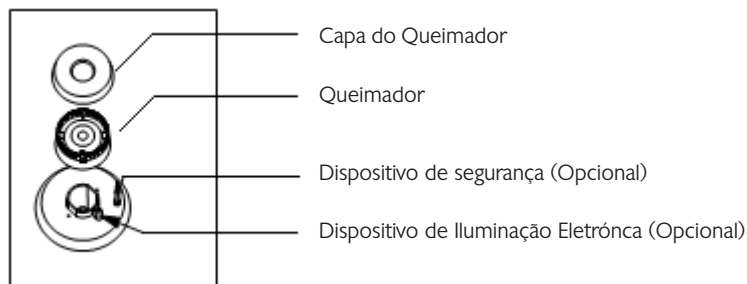 Capa do Queimador
Queimador
Dispositivo de segurança (Opcional)
Dispositivo de Iluminação Eletrónca (Opcional)